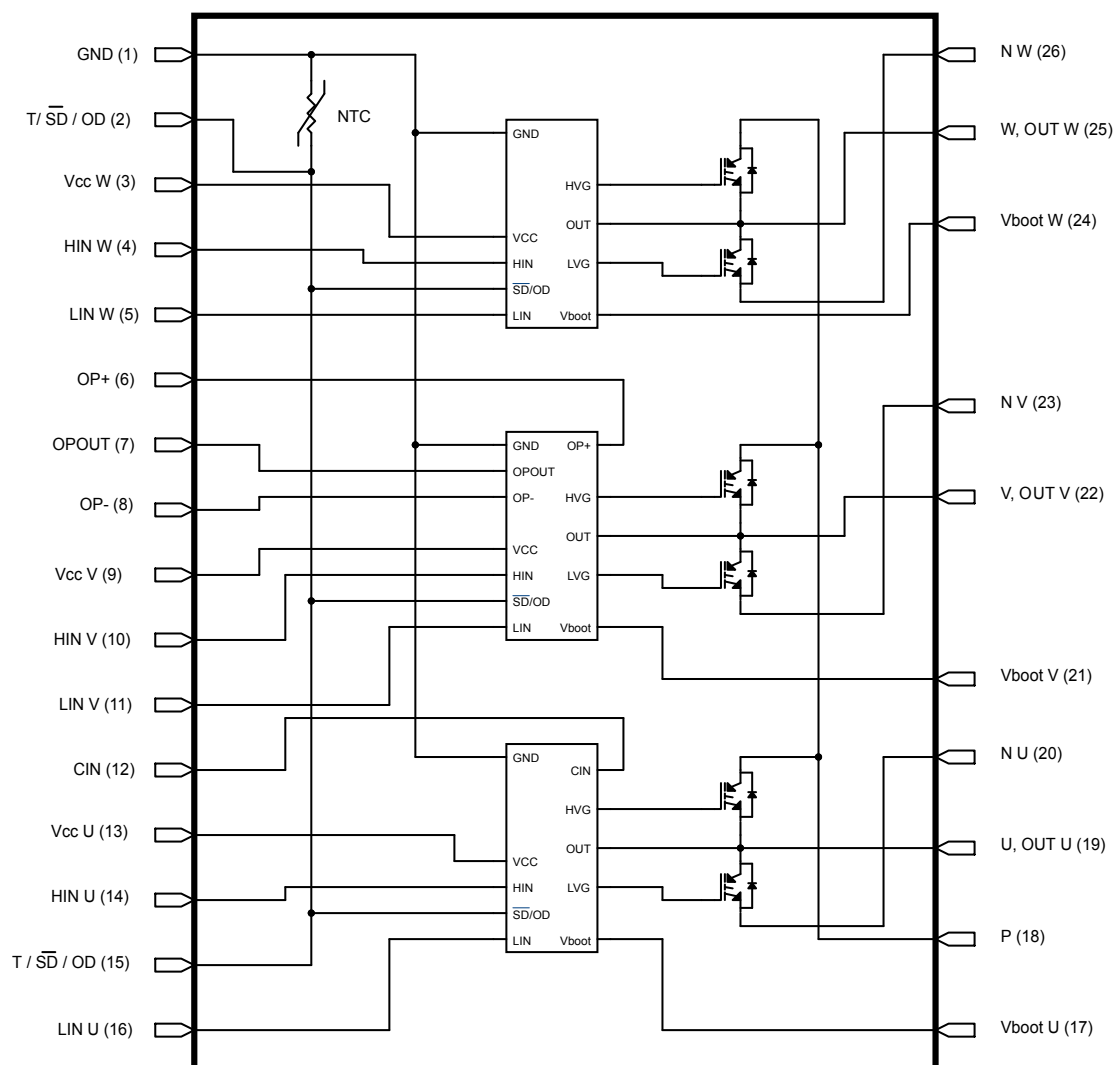 GND (1)
T/ SD / OD (2)
Vcc W (3)
HIN W (4)
LIN W (5)
OP+ (6)
OPOUT (7)
OP- (8)
Vcc V (9)
HIN V (10)
LIN V (11)
CIN (12)
Vcc U (13)
HIN U (14)
T / SD / OD (15)
LIN U (16)
NTC
GND
HVG
OUT
VCC
HIN
LVG
SD/OD
LIN
Vboot
GND
OP+
OPOUT
OP-
HVG
OUT
VCC
HIN
LVG
SD/OD
LIN
Vboot
GND
CIN
HVG
OUT
VCC
HIN
LVG
SD/OD
LIN
Vboot
N W (26)
W, OUT W (25)
Vboot W (24)
N V (23)
V, OUT V (22)
Vboot V (21)
N U (20)
U, OUT U (19)
P (18)
Vboot U (17)